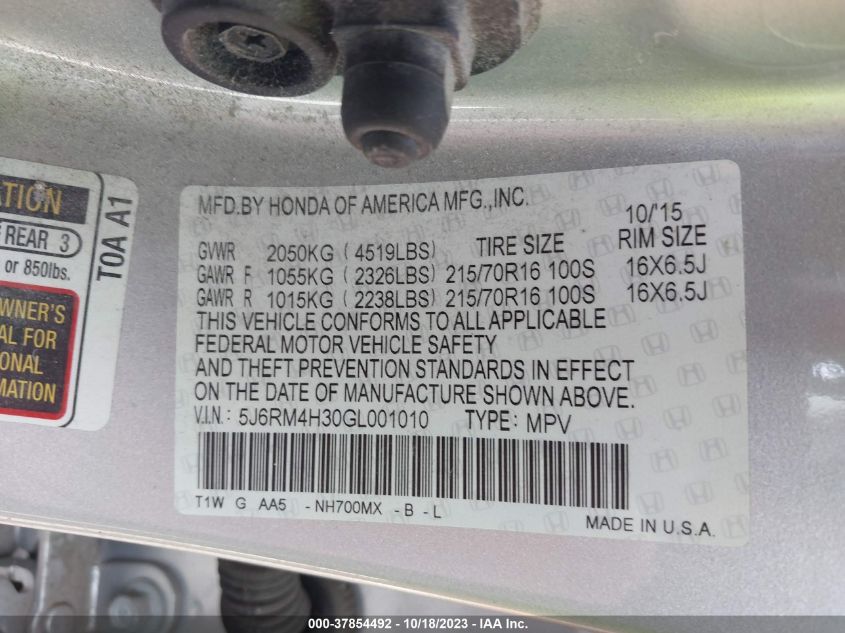 ATION
REAR 3
or 850lbs.
T0A A1
OWNER'S
AL FOR
IONAL
MATION
MFD.BY HONDA OF AMERICA MFG.,INC.
10/'15
GVWR 2050KG ( 4519LBS) TIRE SIZE RIM SIZE
GAWR F 1055KG ( 2326LBS) 215/70R16 100S 16X6.5J
GAWR R 1015KG ( 2238LBS) 215/70R16 100S 16X6.5J
THIS VEHICLE CONFORMS TO ALL APPLICABLE
FEDERAL MOTOR VEHICLE SAFETY
AND THEFT PREVENTION STANDARDS IN EFFECT
ON THE DATE OF MANUFACTURE SHOWN ABOVE.
V.I.N: 5J6RM4H30GL001010 TYPE: MPV
T1W G AA5 - NH700MX - B - L
MADE IN U.S.A.
000-37854492 - 10/18/2023 - IAA Inc.